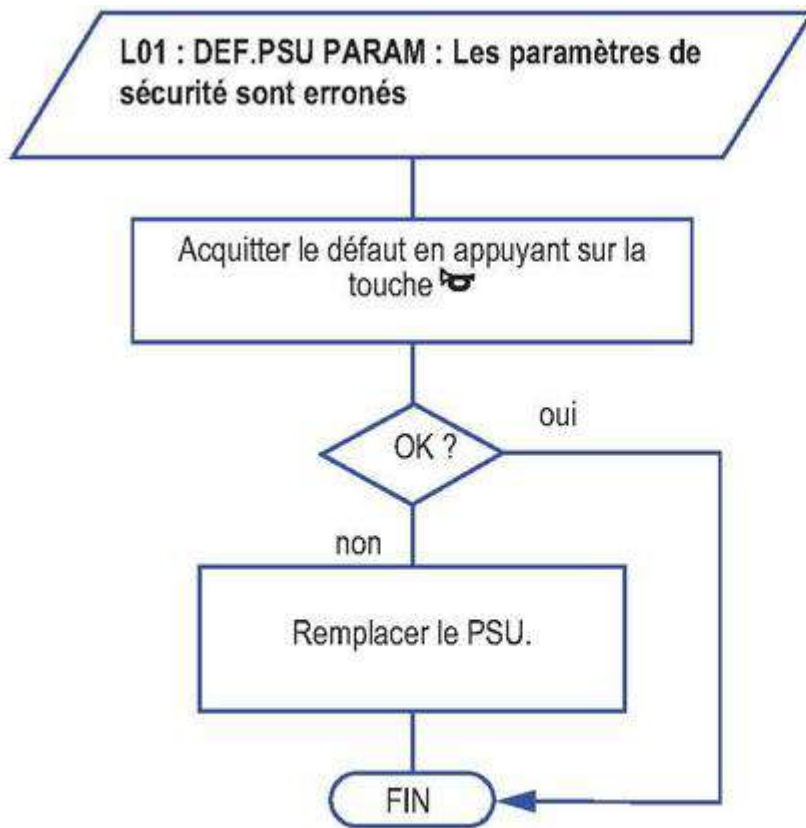 L01 : DEF.PSU PARAM : Les paramètres de
sécurité sont erronés
Acquitter le défaut en appuyant sur la
touche
OK ?
oui
non
Remplacer le PSU.
FIN